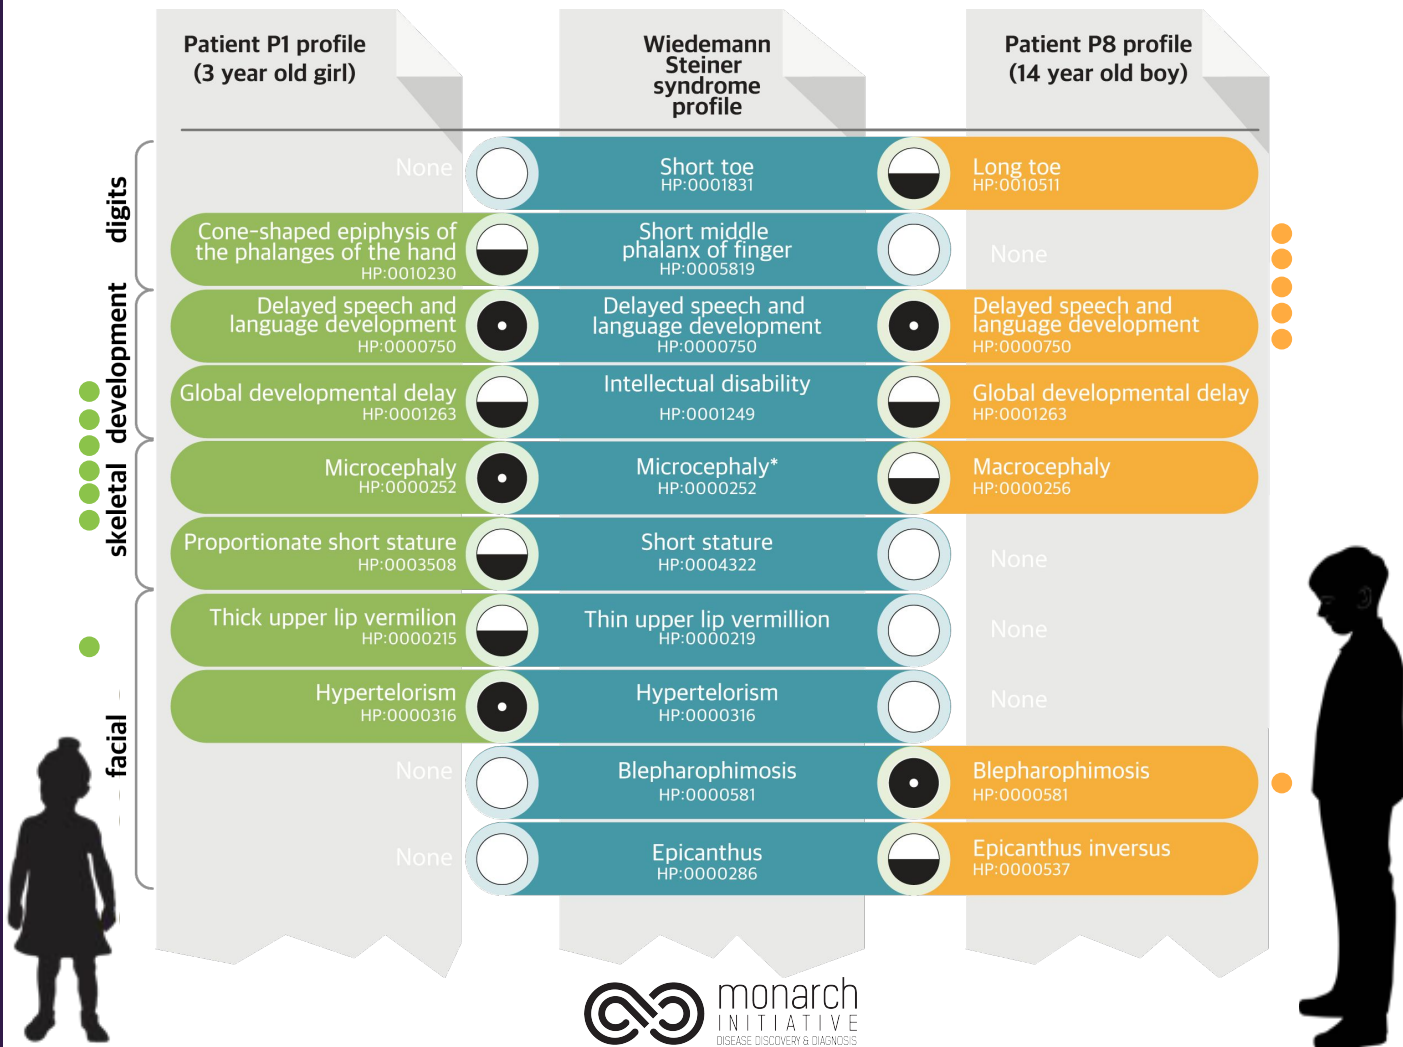 Patient P1 profile
(3 year old girl)
Wiedemann
Steiner
syndrome
profile
Patient P8 profile
(14 year old boy)
digits
None
Short toe
HP:0001831
Long toe
HP:0010511
Cone-shaped epiphysis of
the phalanges of the hand
HP:0010230
Short middle
phalanx of finger
HP:0005819
None
development
Delayed speech and
language development
HP:0000750
Delayed speech and
language development
HP:0000750
Delayed speech and
language development
HP:0000750
Global developmental delay
HP:0001263
Intellectual disability
HP:0001249
Global developmental delay
HP:0001263
skeletal
Microcephaly
HP:0000252
Microcephaly*
HP:0000252
Macrocephaly
HP:0000256
Proportionate short stature
HP:0003508
Short stature
HP:0004322
None
facial
Thick upper lip vermilion
HP:0000215
Thin upper lip vermillion
HP:0000219
None
Hypertelorism
HP:0000316
Hypertelorism
HP:0000316
None
None
Blepharophimosis
HP:0000581
Blepharophimosis
HP:0000581
None
Epicanthus
HP:0000286
Epicanthus inversus
HP:0000537
monarch
INITIATIVE
DISEASE DISCOVERY & DIAGNOSIS